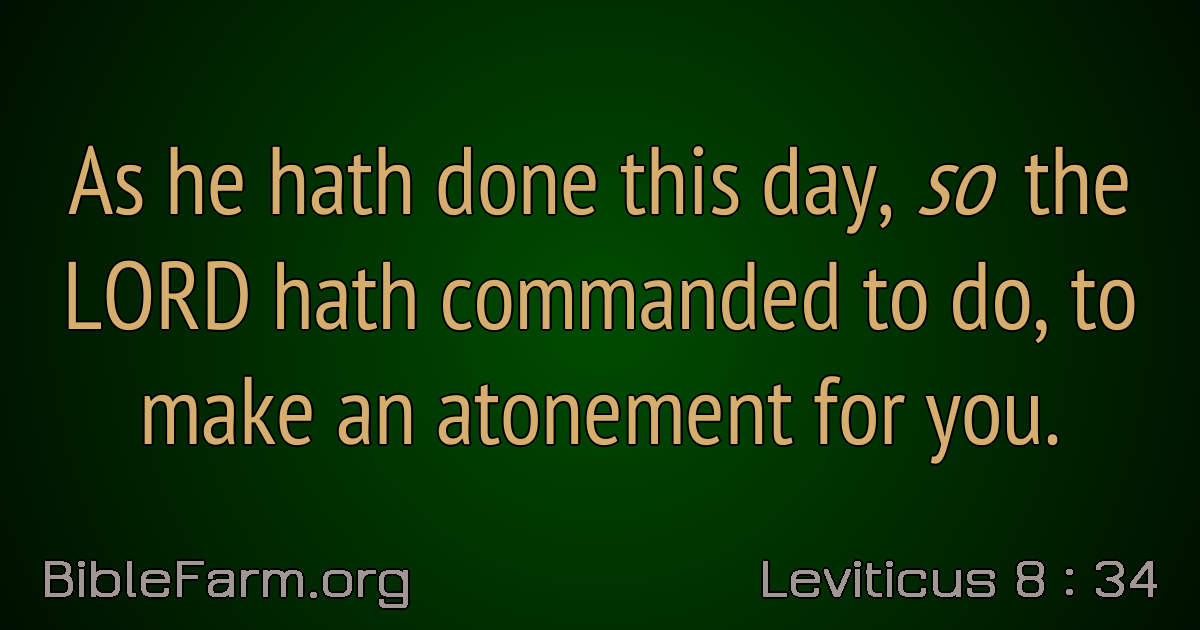 As he hath done this day, so the
LORD hath commanded to do, to
make an atonement for you.
BibleFarm.org
Leviticus 8 : 34